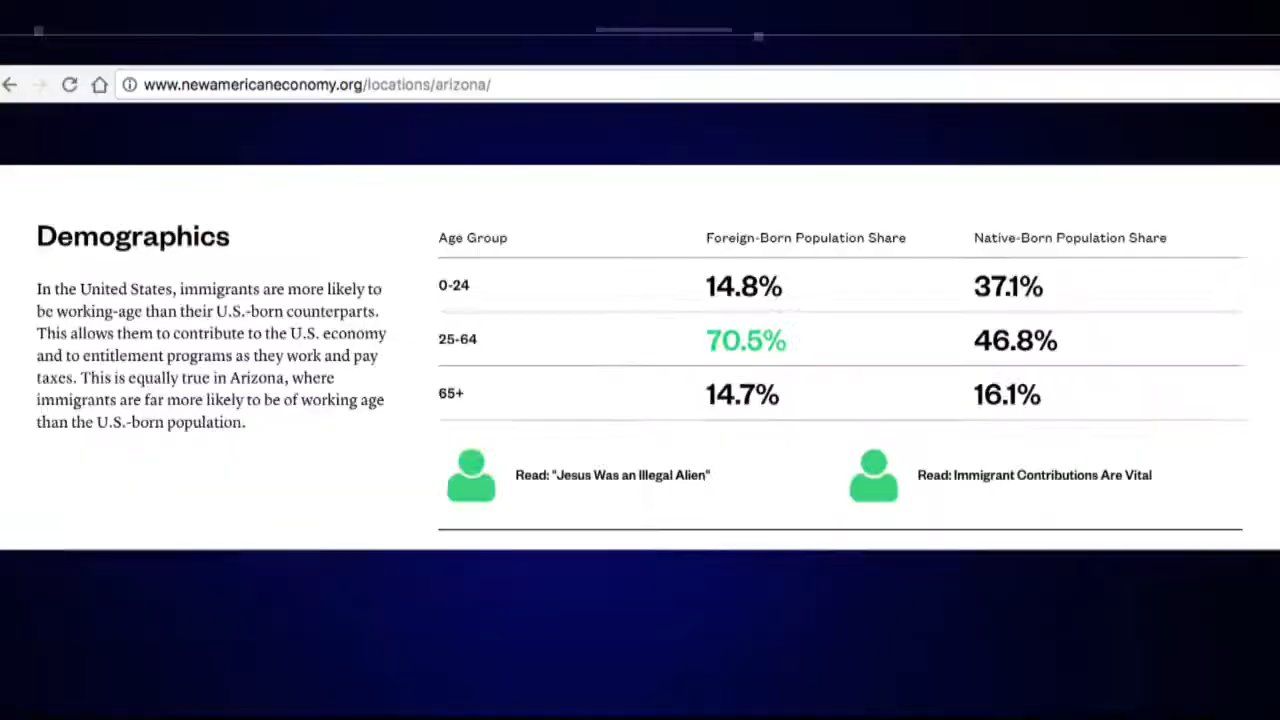 www.newamericaneconomy.org/locations/arizona/
Demographics
In the United States, immigrants are more likely to
be working-age than their U.S.-born counterparts.
This allows them to contribute to the U.S. economy
and to entitlement programs as they work and pay
taxes. This is equally true in Arizona, where
immigrants are far more likely to be of working age
than the U.S.-born population.
Age Group Foreign-Born Population Share Native-Born Population Share
0-24 14.8% 37.1%
25-64 70.5% 46.8%
65+ 14.7% 16.1%
Read: "Jesus Was an Illegal Alien" Read: Immigrant Contributions Are Vital